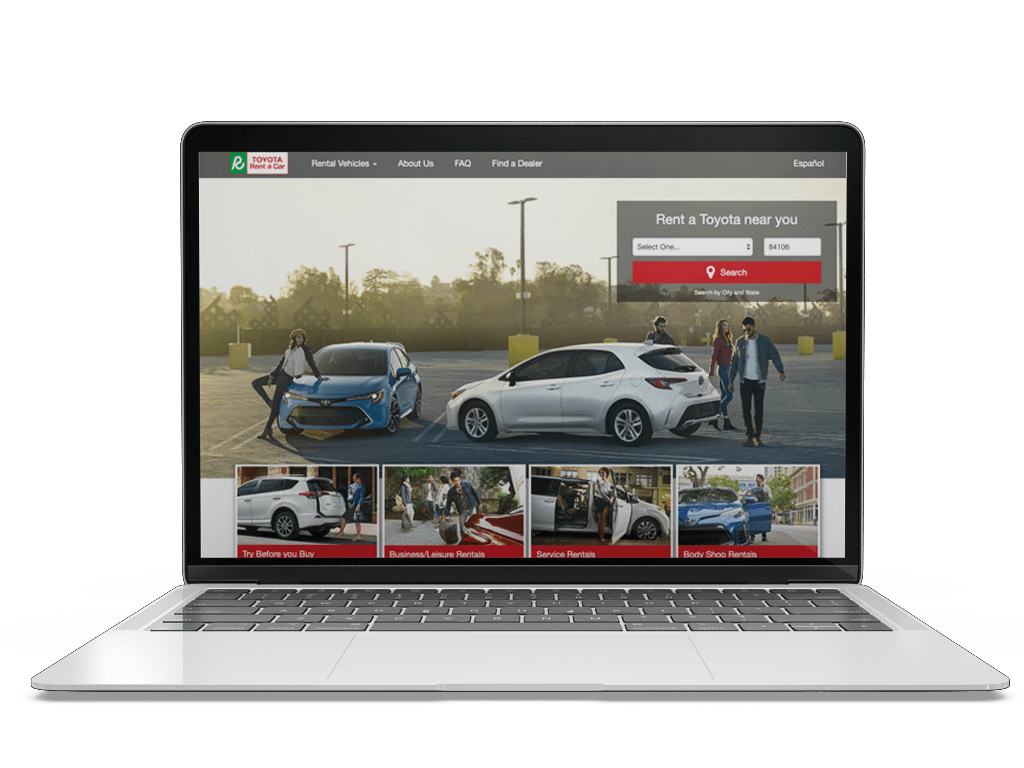 TOYOTA
Rent a Car
Rental Vehicles
About Us
FAQ
Find a Dealer
Español
Rent a Toyota near you
Select One...
84106
Search
Search by City and State
Try Before you Buy
Business/Leisure Rentals
Service Rentals
Body Shop Rentals